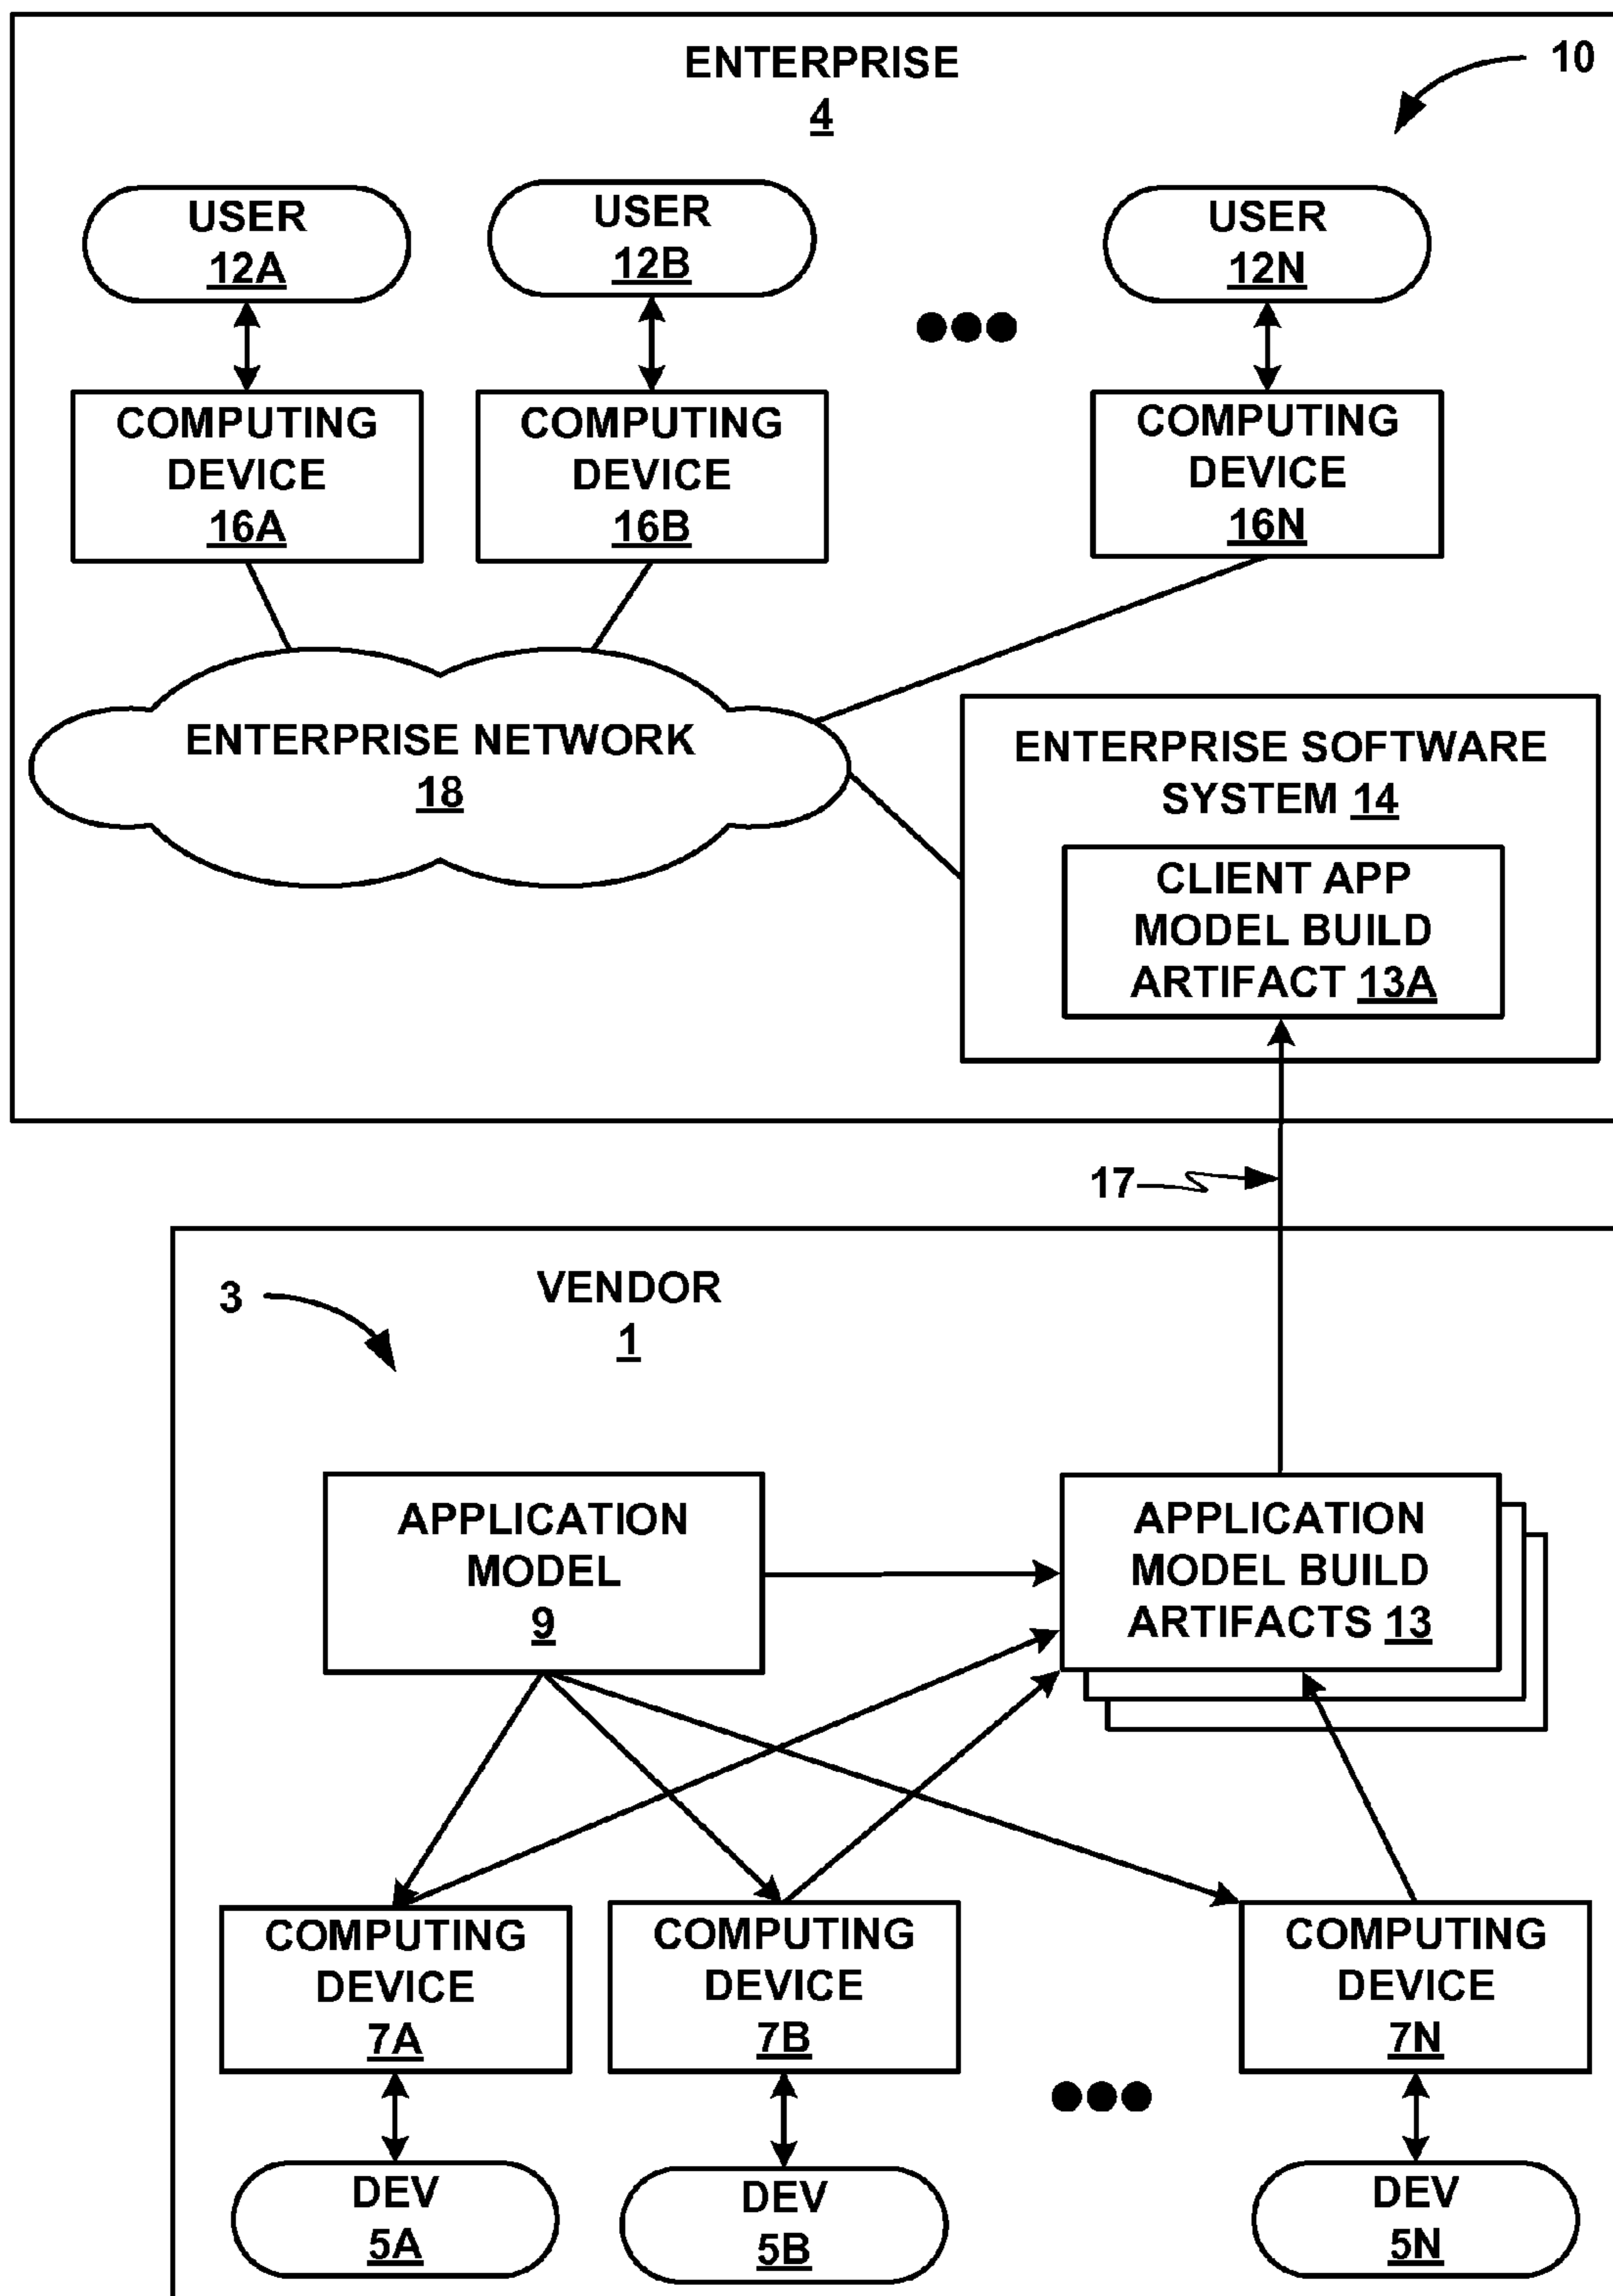 ENTERPRISE
4
10
USER
12A
USER
12B
USER
12N
COMPUTING
DEVICE
16A
COMPUTING
DEVICE
16B
COMPUTING
DEVICE
16N
ENTERPRISE NETWORK
18
ENTERPRISE SOFTWARE
SYSTEM 14
CLIENT APP
MODEL BUILD
ARTIFACT 13A
17
3
VENDOR
1
APPLICATION
MODEL
9
APPLICATION
MODEL BUILD
ARTIFACTS 13
COMPUTING
DEVICE
7A
COMPUTING
DEVICE
7B
COMPUTING
DEVICE
7N
DEV
5A
DEV
5B
DEV
5N